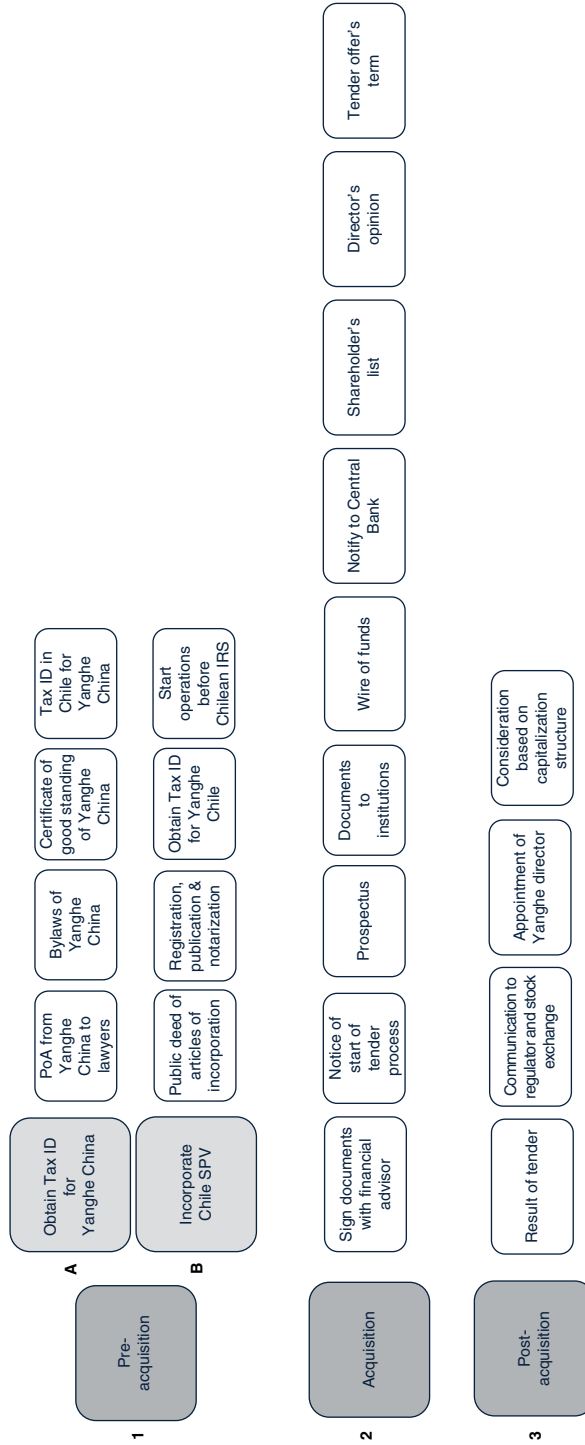 1
Pre-
acquisition
A
Obtain Tax ID
for
Yanghe China
PoA from
Yanghe
China to
lawyers
Bylaws of
Yanghe
China
Certificate of
good standing
of Yanghe
China
Tax ID in
Chile for
Yanghe
China
B
Incorporate
Chile SPV
Public deed of
articles of
incorporation
Registration,
publication &
notarization
Obtain Tax ID
for Yanghe
Chile
Start
operations
before
Chilean IRS
2
Acquisition
Sign documents
with financial
advisor
Notice of
start of
tender
process
Prospectus
Documents
to
institutions
Wire of funds
Notify to Central
Bank
Shareholder's
list
Director's
opinion
Tender offer's
term
3
Post-
acquisition
Result of tender
Communication to
regulator and stock
exchange
Appointment of
Yanghe director
Consideration
based on
capitalization
structure